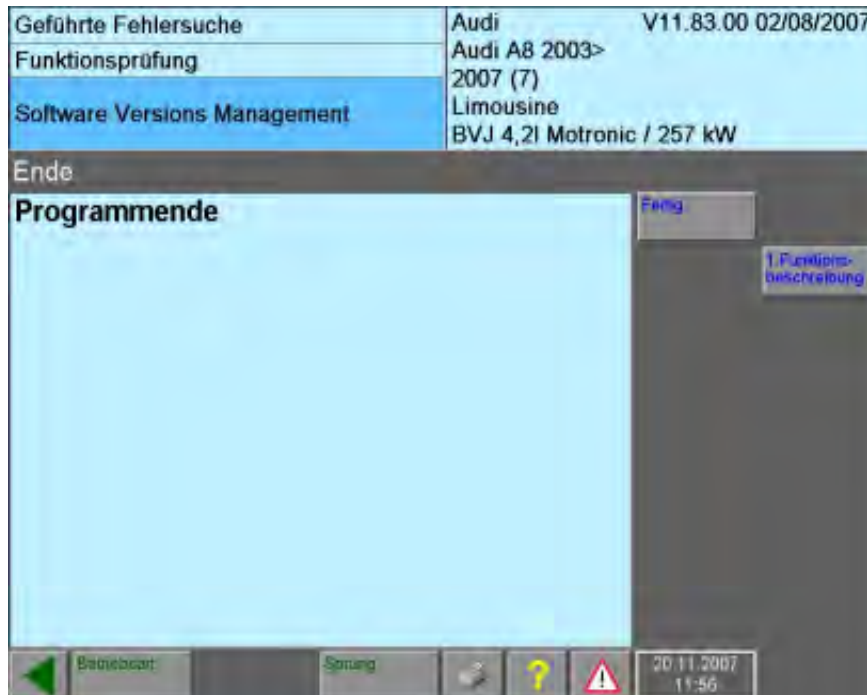 Geführte Fehlersuche
Funktionsprüfung
Software Versions Management
Audi V11.83.00 02/08/2007
Audi A8 2003>
2007 (7)
Limousine
BVJ 4,2l Motronic / 257 kW
Ende
Programmende
Fertig
1.Funktions-
beschreibung
Betriebsart
Sprung
?
20.11.2007
11:56